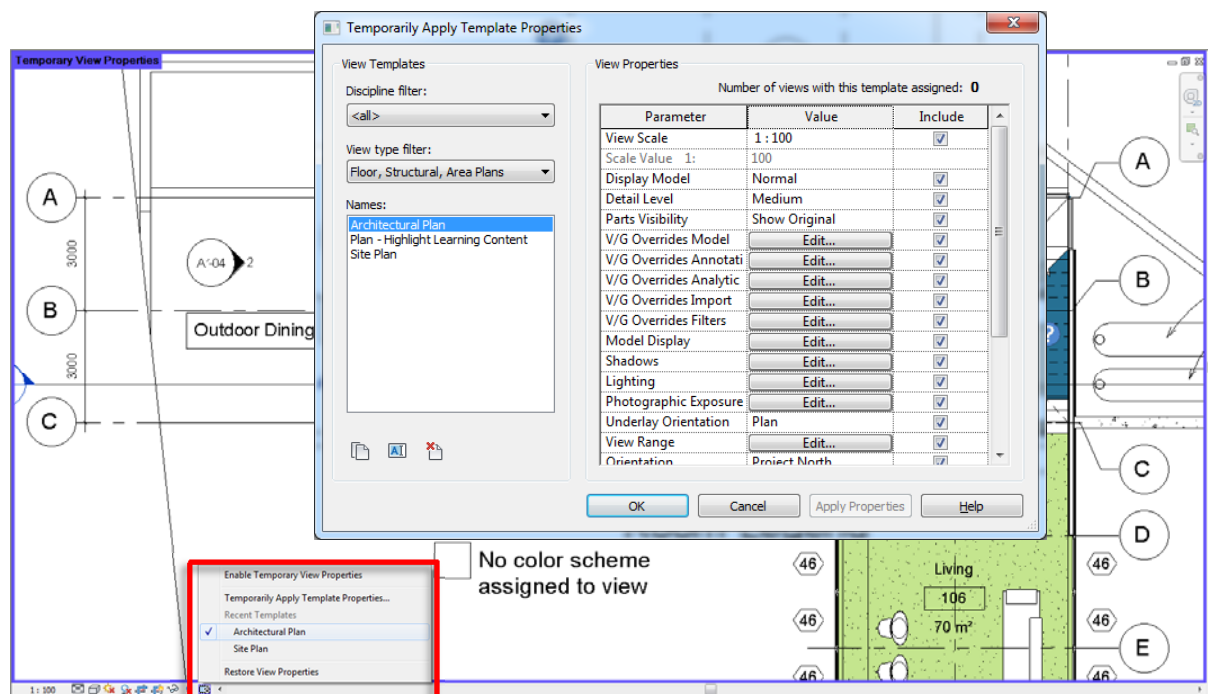 Temporarily Apply Template Properties
Temporary View Properties
View Templates
Discipline filter:
<all>
View type filter:
Floor, Structural, Area Plans
Names:
Architectural Plan
Plan - Highlight Learning Content
Site Plan
View Properties
Number of views with this template assigned: 0
Parameter Value Include
View Scale 1 : 100
Scale Value 1: 100
Display Model Normal
Detail Level Medium
Parts Visibility Show Original
V/G Overrides Model Edit...
V/G Overrides Annotati Edit...
V/G Overrides Analytic Edit...
V/G Overrides Import Edit...
V/G Overrides Filters Edit...
Model Display Edit...
Shadows Edit...
Lighting Edit...
Photographic Exposure Edit...
Underlay Orientation Plan
View Range Edit...
Orientation Project North
OK Cancel Apply Properties Help
A
3000
2
B
Outdoor Dining
3000
C
A
B
?
C
D
E
No color scheme
assigned to view
46
Living
46
106
46
70 m²
46
46
46
Enable Temporary View Properties
Temporarily Apply Template Properties...
Recent Templates
Architectural Plan
Site Plan
Restore View Properties
1 : 100